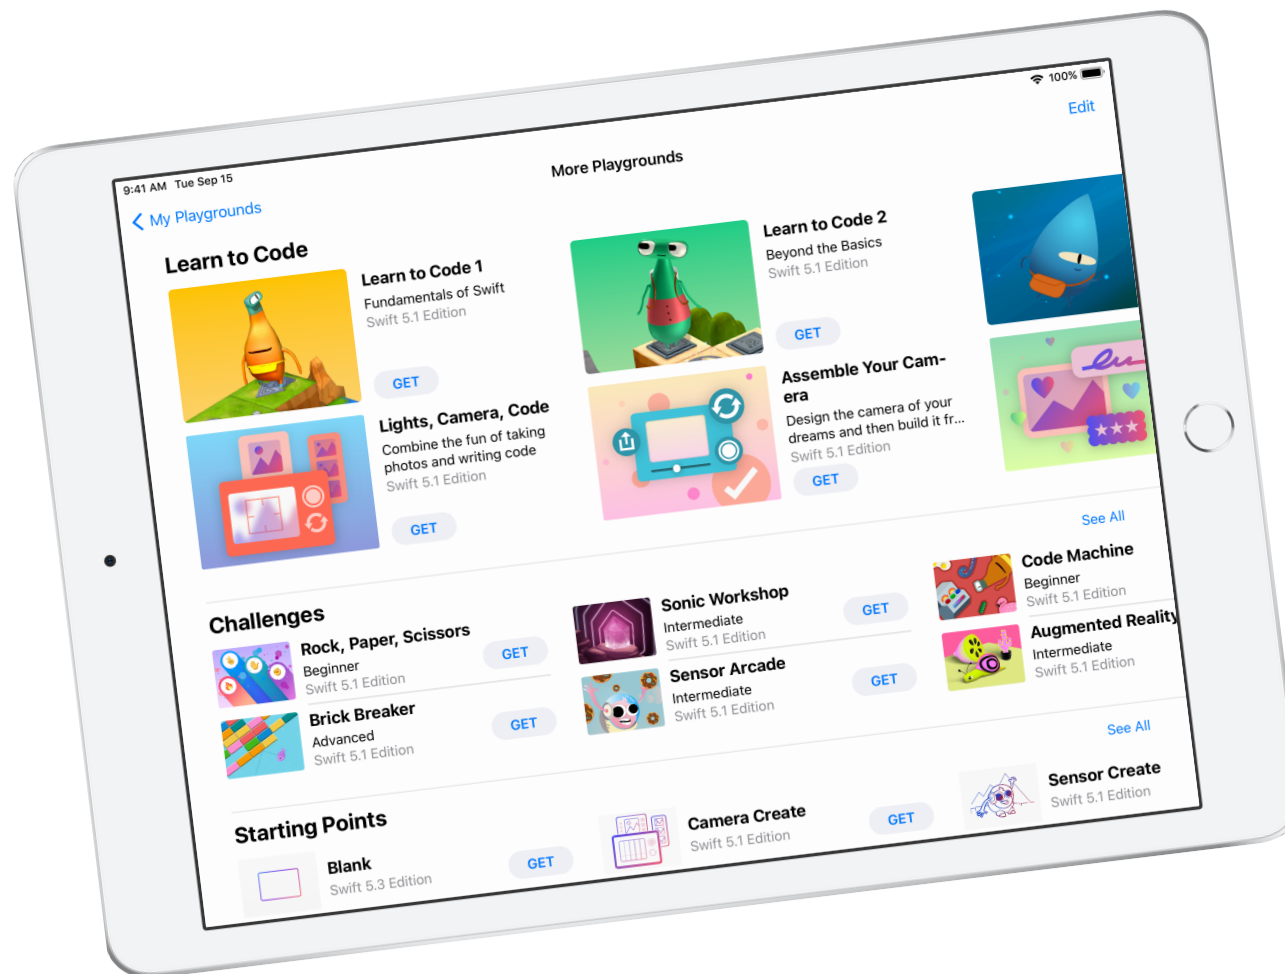 9:41 AM Tue Sep 15
100%
My Playgrounds
More Playgrounds
Edit
Learn to Code
Learn to Code 1
Fundamentals of Swift
Swift 5.1 Edition
GET
Learn to Code 2
Beyond the Basics
Swift 5.1 Edition
GET
Lights, Camera, Code
Combine the fun of taking
photos and writing code
Swift 5.1 Edition
GET
Assemble Your Cam-
era
Design the camera of your
dreams and then build it fr...
Swift 5.1 Edition
GET
Challenges
See All
Rock, Paper, Scissors
Beginner
Swift 5.1 Edition
GET
Sonic Workshop
Intermediate
Swift 5.1 Edition
GET
Code Machine
Beginner
Swift 5.1 Edition
Brick Breaker
Advanced
Swift 5.1 Edition
GET
Sensor Arcade
Intermediate
Swift 5.1 Edition
GET
Augmented Reality
Intermediate
Swift 5.1 Edition
Starting Points
See All
Blank
Swift 5.3 Edition
GET
Camera Create
Swift 5.1 Edition
GET
Sensor Create
Swift 5.1 Edition